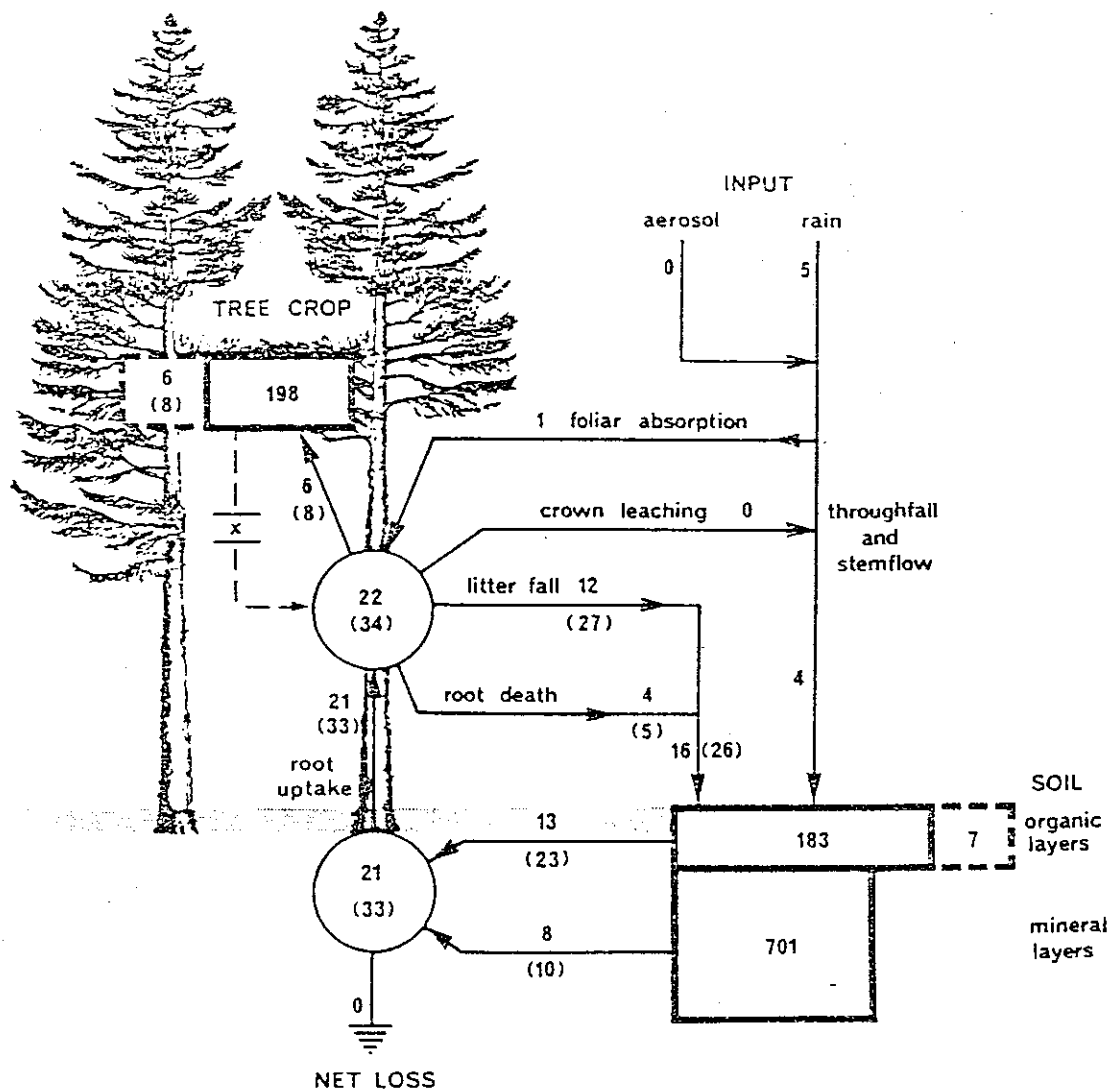 INPUT
aerosol rain
0 5
TREE CROP
6
(8)
198
1 foliar absorption
6
(8)
x
crown leaching 0
throughfall
and
stemflow
22
(34)
litter fall 12
(27)
4
21
(33)
root death 4
(5)
16 (26)
root
uptake
SOIL
organic
layers
13
(23)
183
7
21
(33)
8
(10)
701
mineral
layers
0
NET LOSS